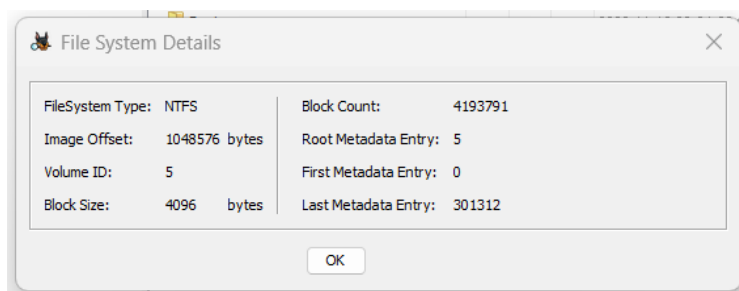 File System Details
FileSystem Type: NTFS
Block Count: 4193791
Image Offset: 1048576 bytes
Root Metadata Entry: 5
Volume ID: 5
First Metadata Entry: 0
Block Size: 4096 bytes
Last Metadata Entry: 301312
OK